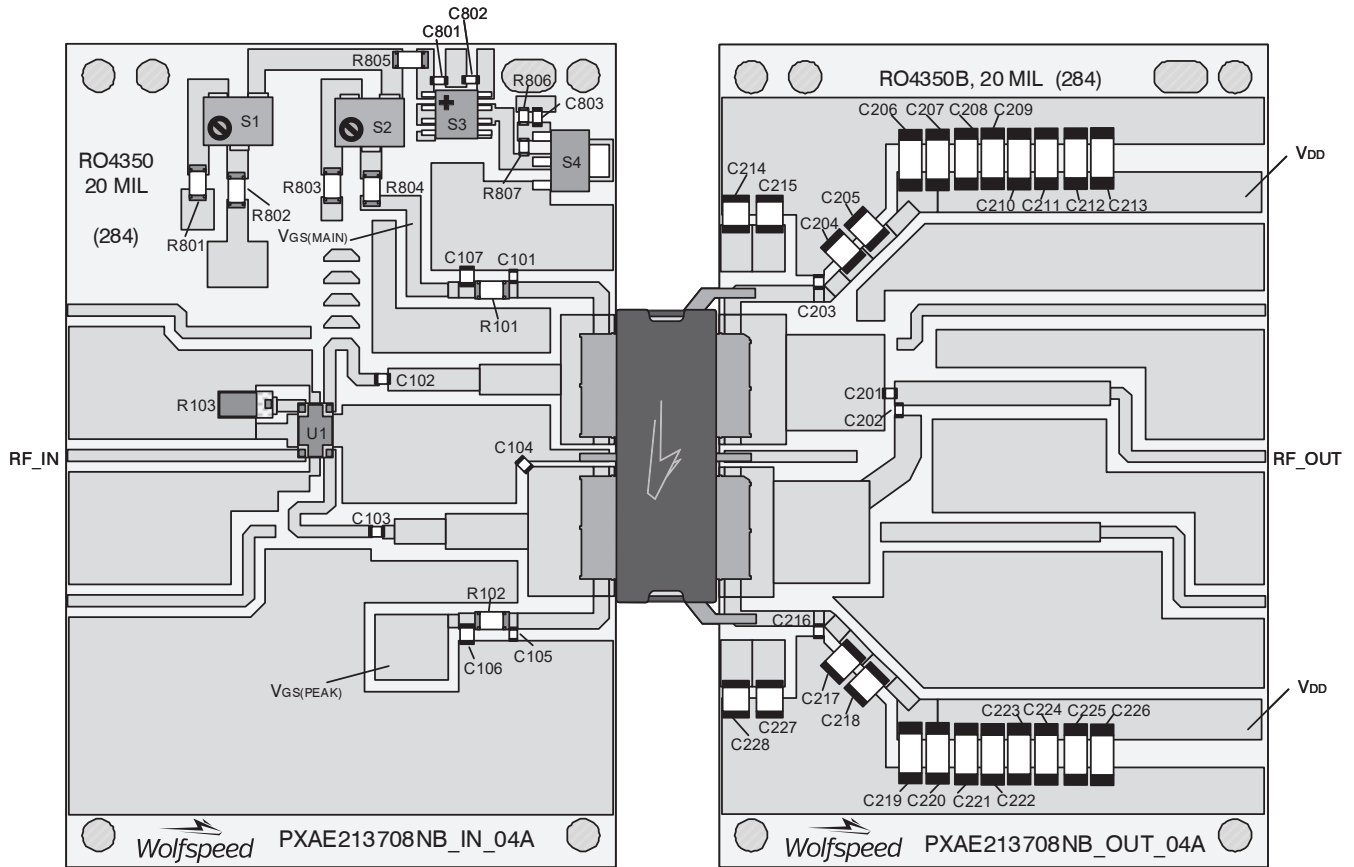 C802
C801
R805
R806
C803
S1
S2
S3
S4
RO4350
20 MIL
(284)
R803
R804
R807
R802
R801
VGS(MAIN)
C107
C101
R101
C102
R103
U1
RF_IN
C104
C103
R102
C105
C106
VGS(PEAK)
Wolfspeed
PXAE213708NB_IN_04A
RO4350B, 20 MIL (284)
C206
C207
C208
C209
VDD
C214
C215
C205
C204
C210
C211
C212
C213
C203
C201
C202
RF_OUT
C216
C217
C218
C227
C228
VDD
C223
C224
C225
C226
C219
C220
C221
C222
Wolfspeed
PXAE213708NB_OUT_04A